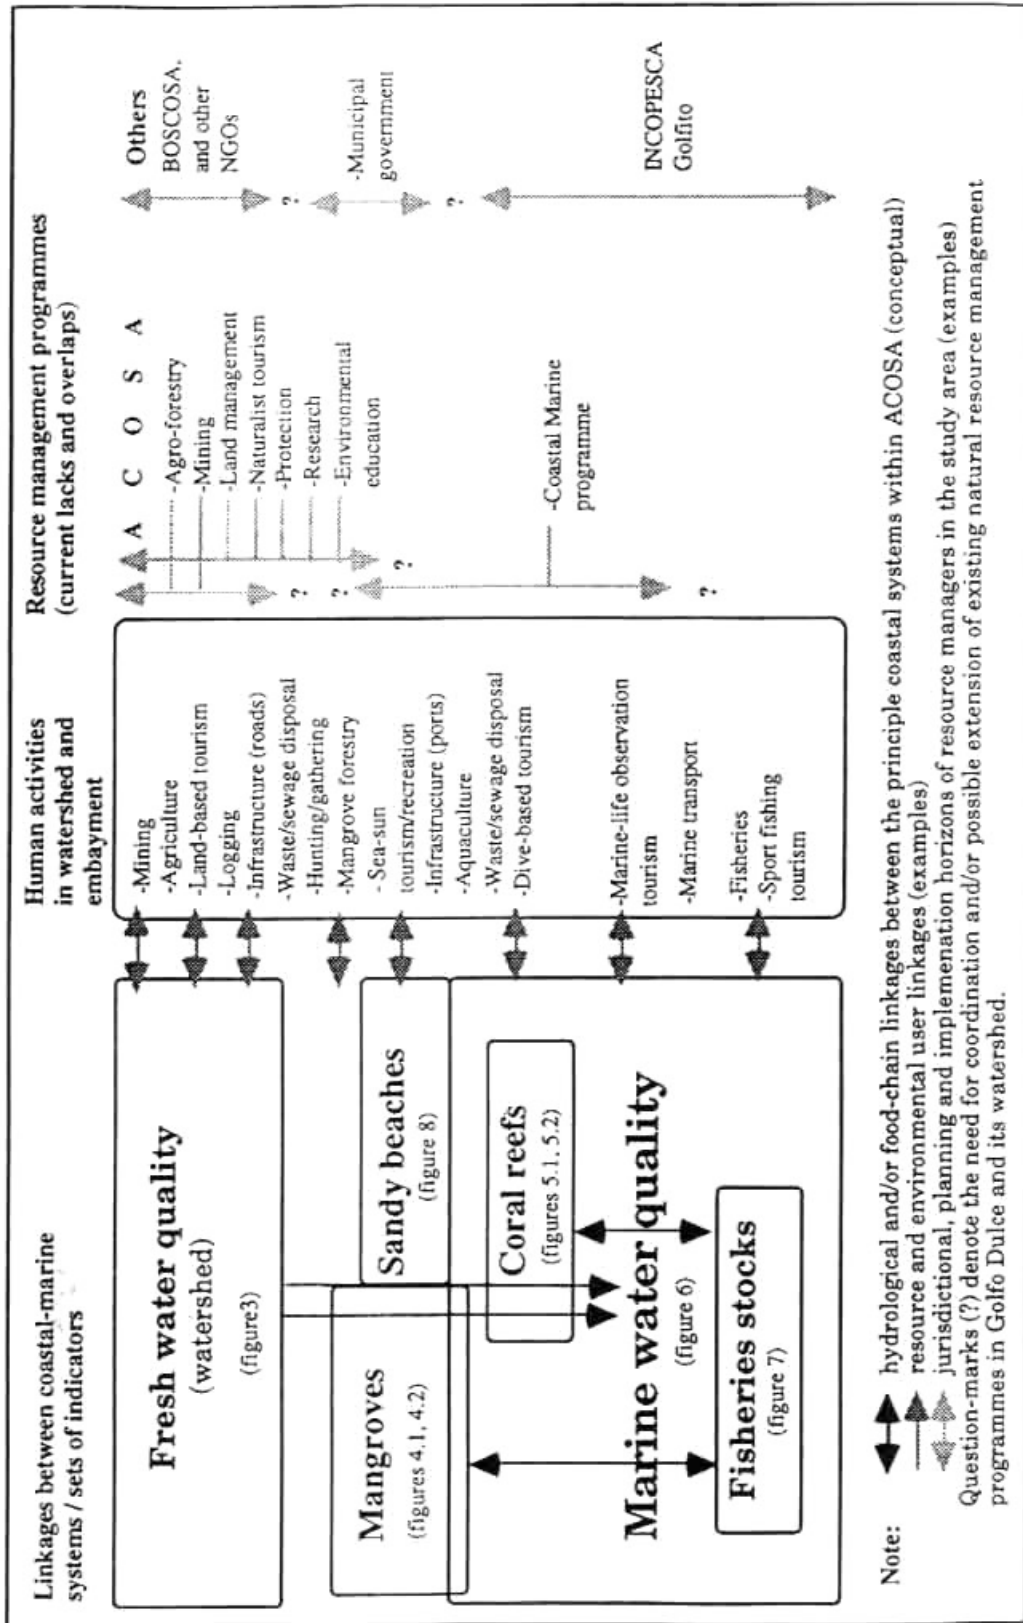 Linkages between coastal-marine
systems / sets of indicators
Fresh water quality
(watershed)
(figure3)
Mangroves
(figures 4.1, 4.2)
Sandy beaches
(figure 8)
Coral reefs
(figures 5.1, 5.2)
Marine water quality
(figure 6)
Fisheries stocks
(figure 7)
Human activities
in watershed and
embayment
-Mining
-Agriculture
-Land-based tourism
-Logging
-Infrastructure (roads)
-Waste/sewage disposal
-Hunting/gathering
-Mangrove forestry
- Sea-sun
tourism/recreation
-Infrastructure (ports)
-Aquaculture
-Waste/sewage disposal
-Dive-based tourism
-Marine-life observation
tourism
-Marine transport
-Fisheries
-Sport fishing
tourism
Resource management programmes
(current lacks and overlaps)
A C O S A
-Agro-forestry
-Mining
-Land management
-Naturalist tourism
-Protection
-Research
-Environmental
education
?
?
?
-Coastal Marine
programme
?
Others
BOSCOSA,
and other
NGOs
?
-Municipal
government
?
INCOPESCA
Golfito
Note:
hydrological and/or food-chain linkages between the principle coastal systems within ACOSA (conceptual)
resource and environmental user linkages (examples)
jurisdictional, planning and implemenation horizons of resource managers in the study area (examples)
Question-marks (?) denote the need for coordination and/or possible extension of existing natural resource management
programmes in Golfo Dulce and its watershed.